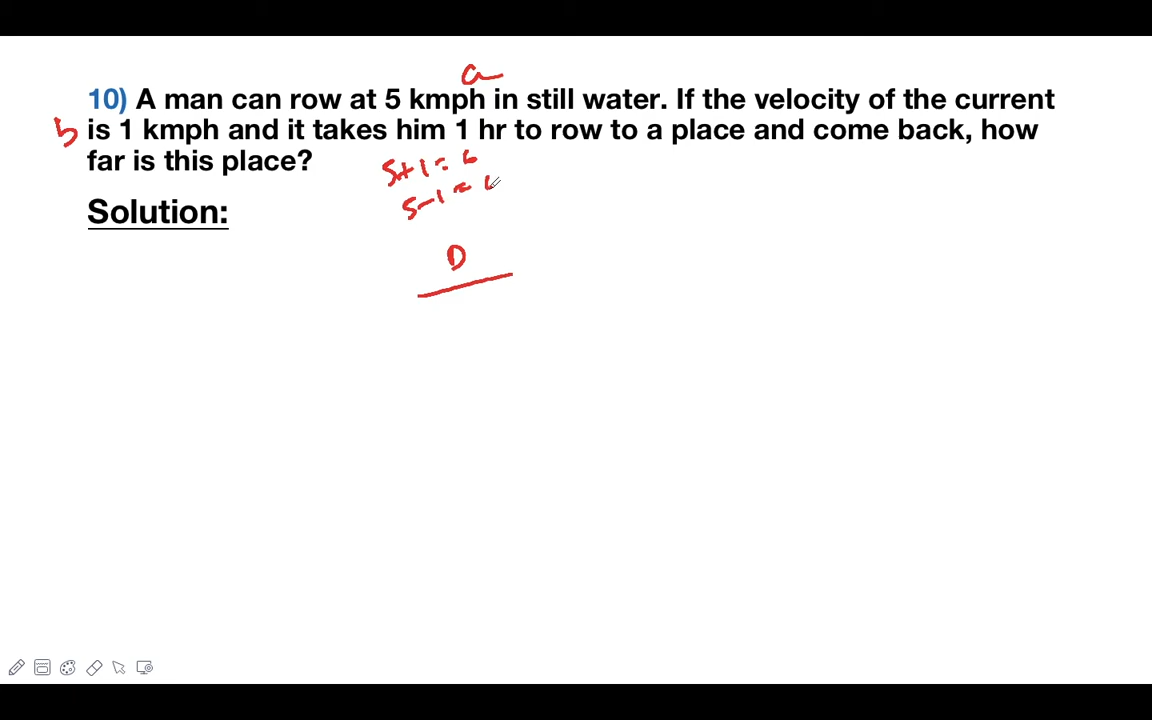 a
10) A man can row at 5 kmph in still water. If the velocity of the current
b is 1 kmph and it takes him 1 hr to row to a place and come back, how
far is this place?
5+1=6
5-1=
Solution:
D